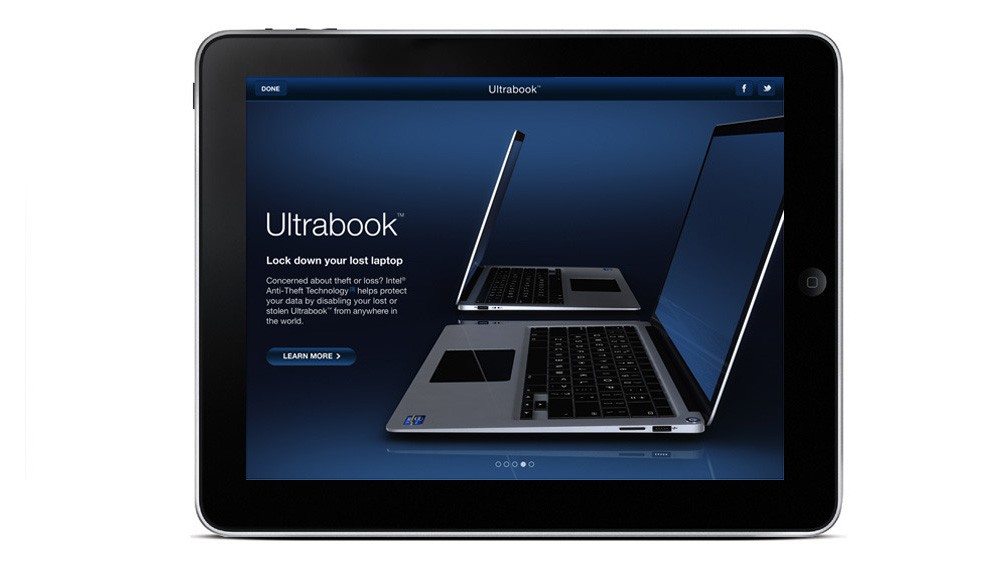 DONE
Ultrabook™
f
Ultrabook™
Lock down your lost laptop
Concerned about theft or loss? Intel®
Anti-Theft Technology helps protect
your data by disabling your lost or
stolen Ultrabook™ from anywhere in
the world.
LEARN MORE >